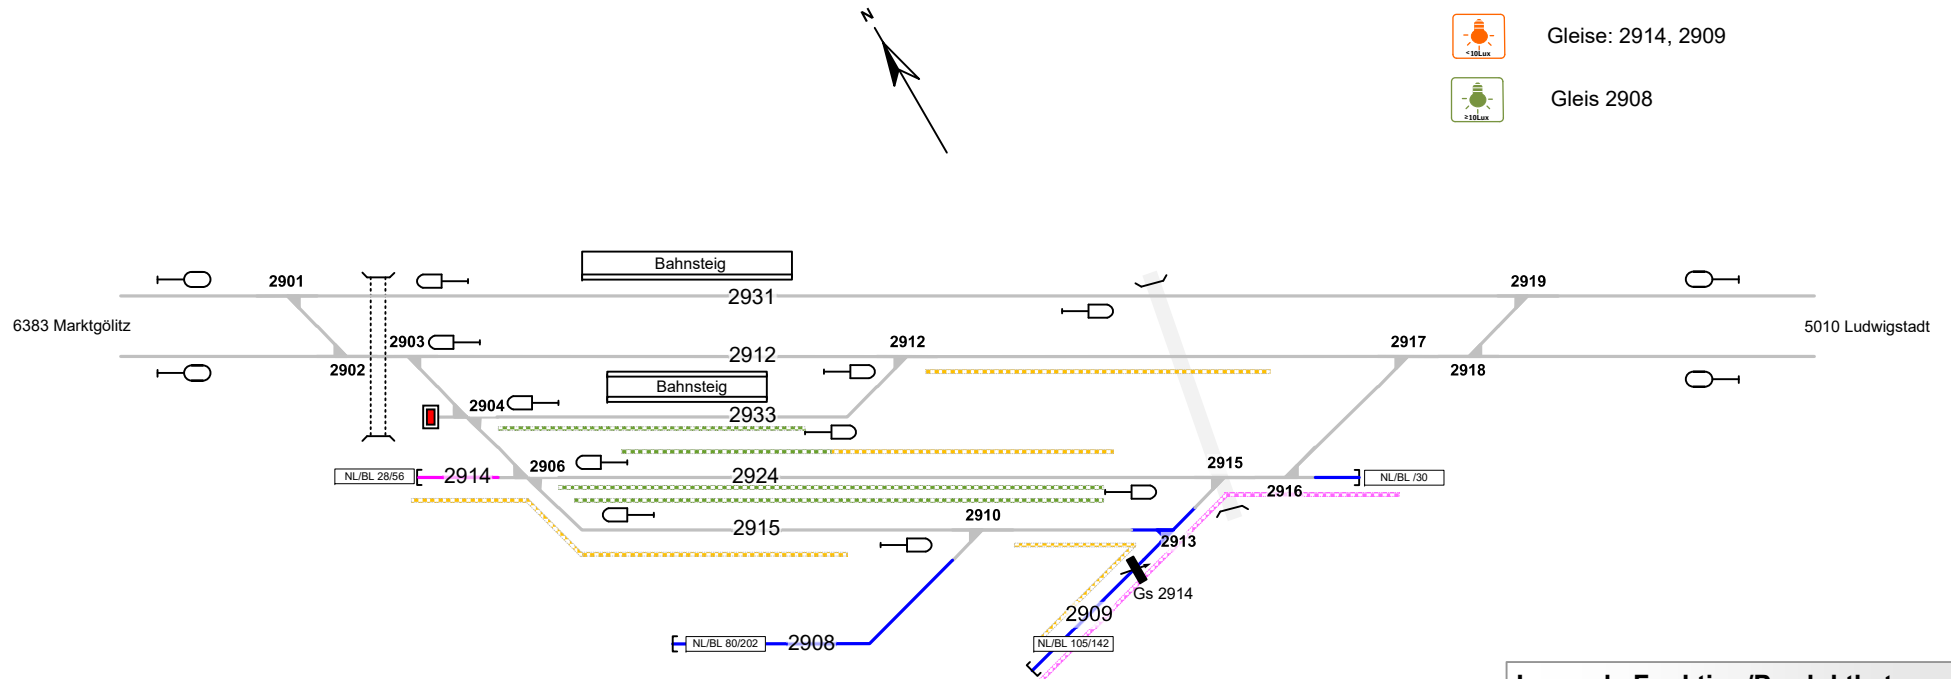 N
<10Lux
Gleise: 2914, 2909
≥10Lux
Gleis 2908
Bahnsteig
2901
2919
2931
6383 Marktgölitz
5010 Ludwigstadt
2903
2912
2912
2917
2902
2918
Bahnsteig
2904
2933
2906
2915
NL/BL 28/56
2914
2924
NL/BL /30
2916
2910
2915
2913
Gs 2914
2909
NL/BL 80/202
2908
NL/BL 105/142